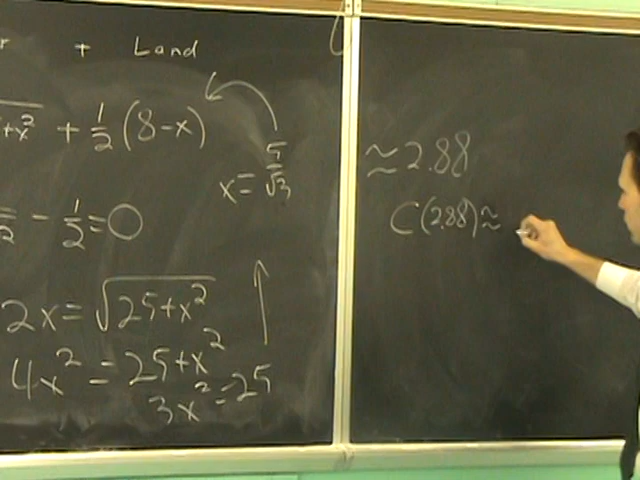 r + Land
+x² + 1/2 (8-x)
x = 5/√3
/2 - 1/2 = 0
2x = √25+x²
4x² = 25+x²
3x² = 25
≈ 2.88
C(2.88) ≈